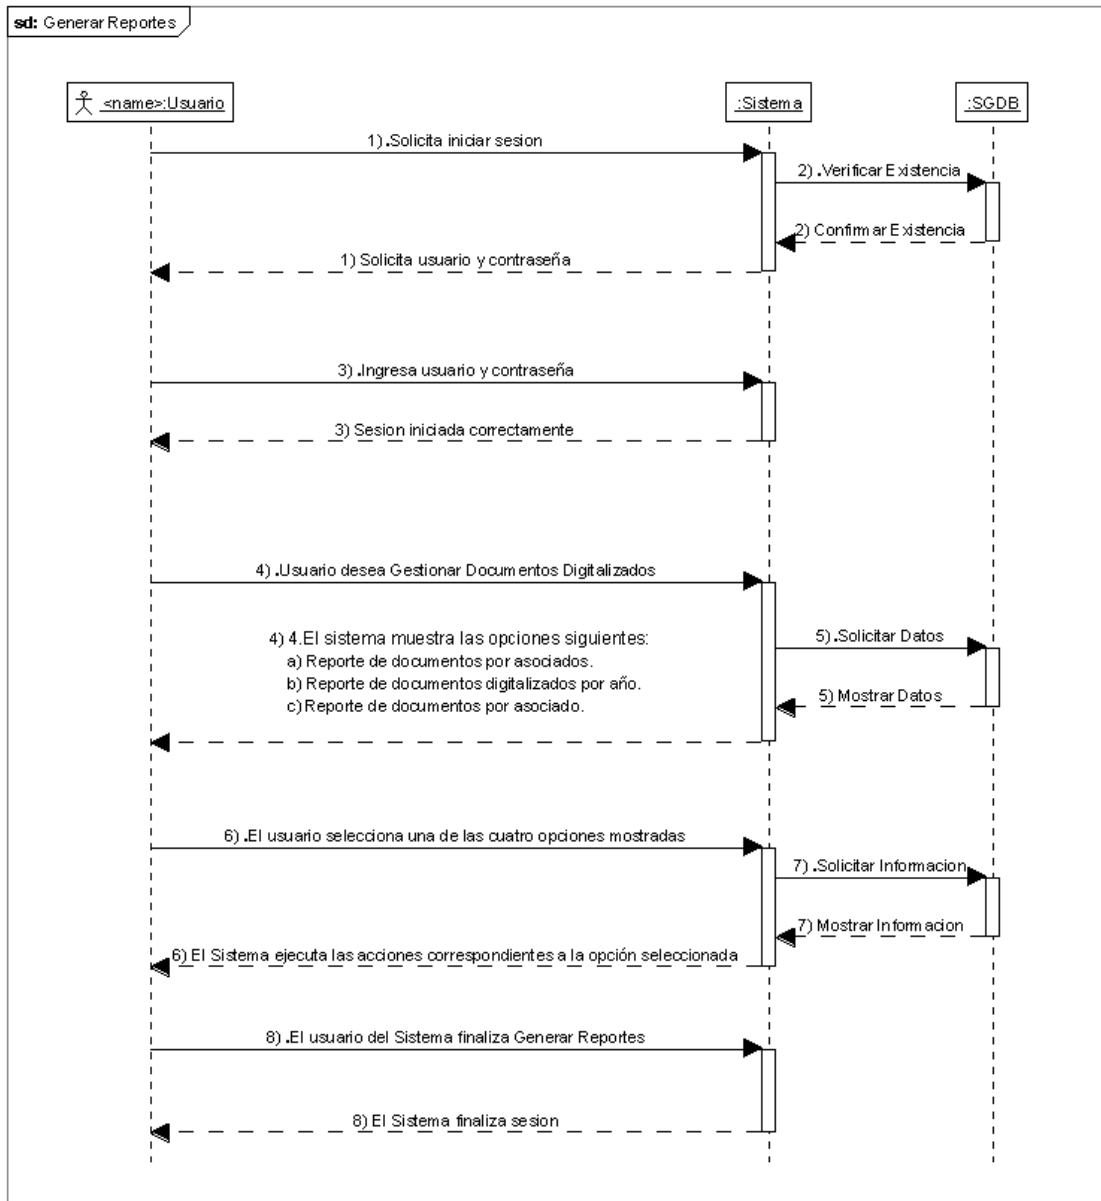 sd: Generar Reportes
<name>:Usuario
:Sistema
:SGDB
1) .Solicita iniciar sesion
2) .Verificar Existencia
2) Confirmar Existencia
1) Solicita usuario y contraseña
3) .Ingresa usuario y contraseña
3) Sesion iniciada correctamente
4) .Usuario desea Gestionar Documentos Digitalizados
4) 4.El sistema muestra las opciones siguientes:
a) Reporte de documentos por asociados.
b) Reporte de documentos digitalizados por año.
c) Reporte de documentos por asociado.
5) .Solicitar Datos
5) Mostrar Datos
6) .El usuario selecciona una de las cuatro opciones mostradas
7) .Solicitar Informacion
7) Mostrar Informacion
6) El Sistema ejecuta las acciones correspondientes a la opción seleccionada
8) .El usuario del Sistema finaliza Generar Reportes
8) El Sistema finaliza sesion